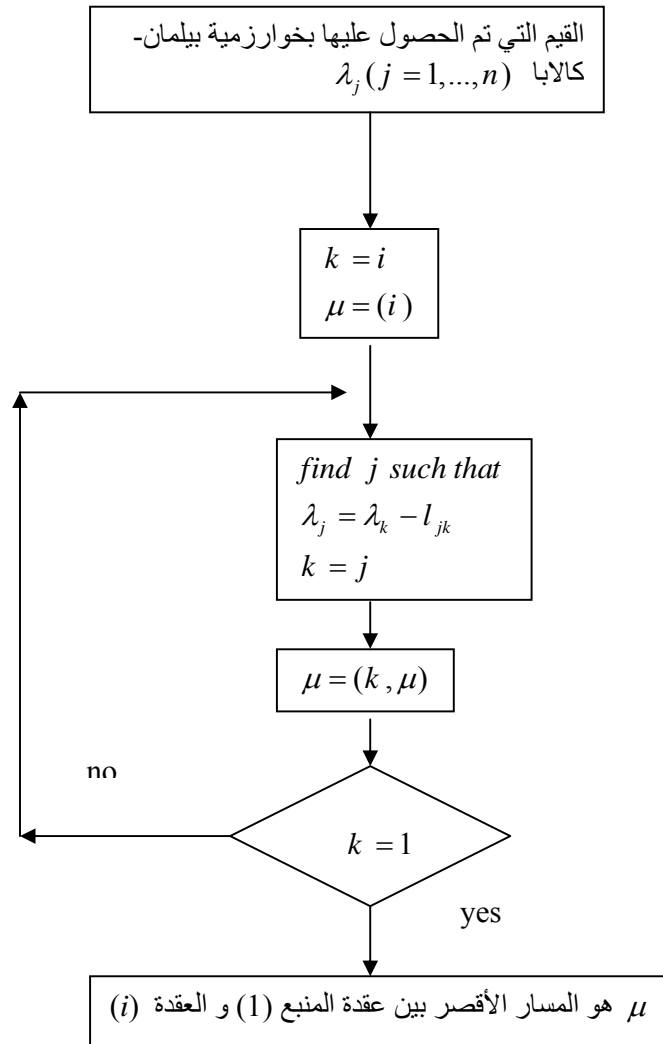 القيم التي تم الحصول عليها بخوارزمية بيلمان-
كالابا λ_j (j = 1,...,n)
k = i
μ = (i)
find j such that
λ_j = λ_k − l_jk
k = j
μ = (k, μ)
no
k = 1
yes
μ هو المسار الأقصر بين عقدة المنبع (1) و العقدة (i)